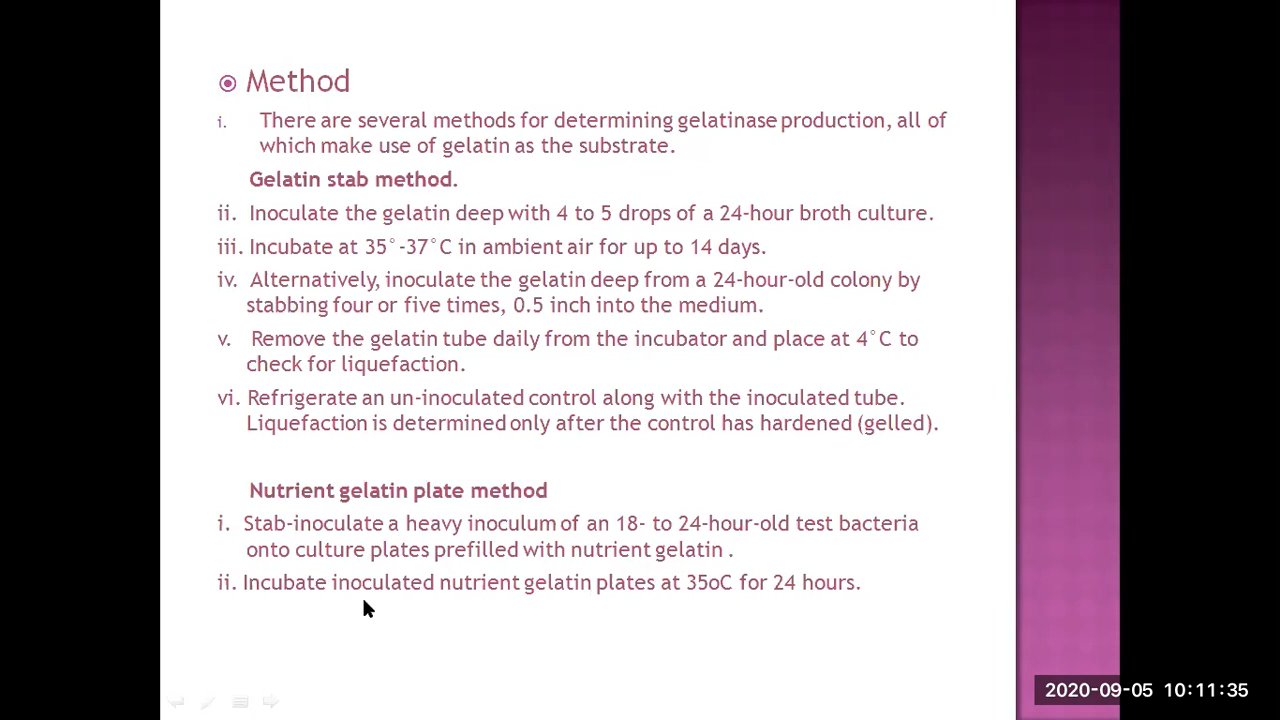 Method
i. There are several methods for determining gelatinase production, all of
which make use of gelatin as the substrate.
Gelatin stab method.
ii. Inoculate the gelatin deep with 4 to 5 drops of a 24-hour broth culture.
iii. Incubate at 35°-37°C in ambient air for up to 14 days.
iv. Alternatively, inoculate the gelatin deep from a 24-hour-old colony by
stabbing four or five times, 0.5 inch into the medium.
v. Remove the gelatin tube daily from the incubator and place at 4°C to
check for liquefaction.
vi. Refrigerate an un-inoculated control along with the inoculated tube.
Liquefaction is determined only after the control has hardened (gelled).
Nutrient gelatin plate method
i. Stab-inoculate a heavy inoculum of an 18- to 24-hour-old test bacteria
onto culture plates prefilled with nutrient gelatin .
ii. Incubate inoculated nutrient gelatin plates at 35oC for 24 hours.
2020-09-05 10:11:35